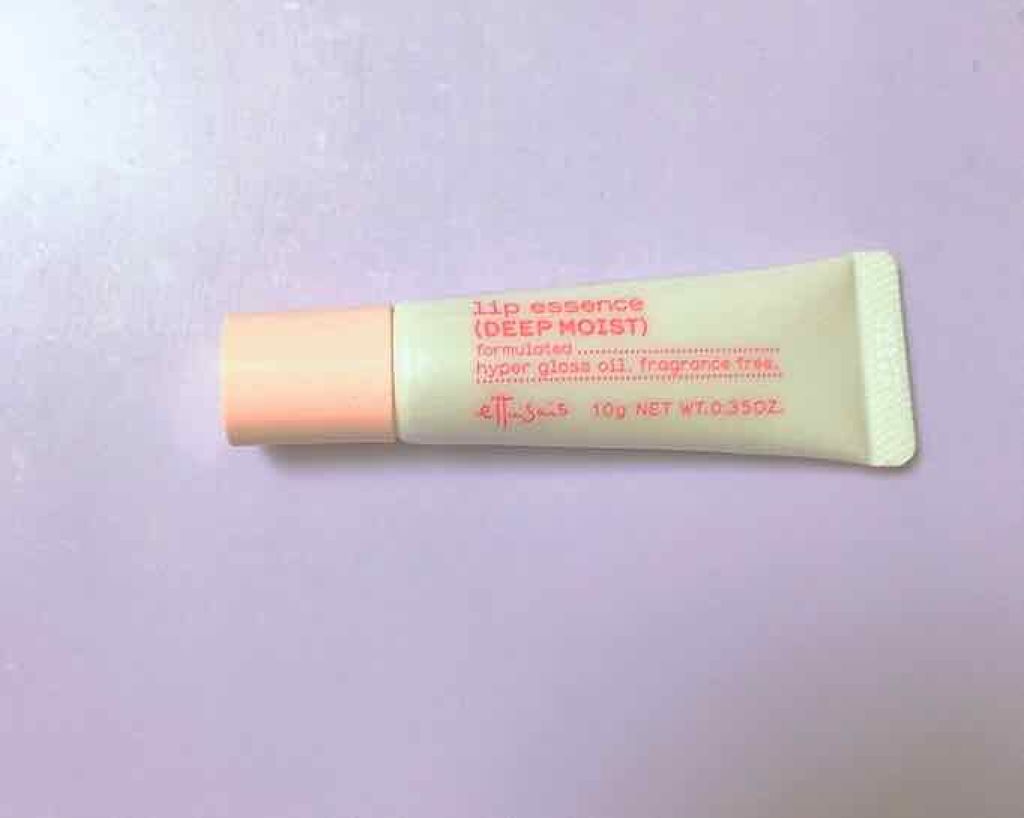 lip essence
(DEEP MOIST)
formulated
hyper gloss oil. fragrance free.
ettusais 10g NET WT.0.35OZ.